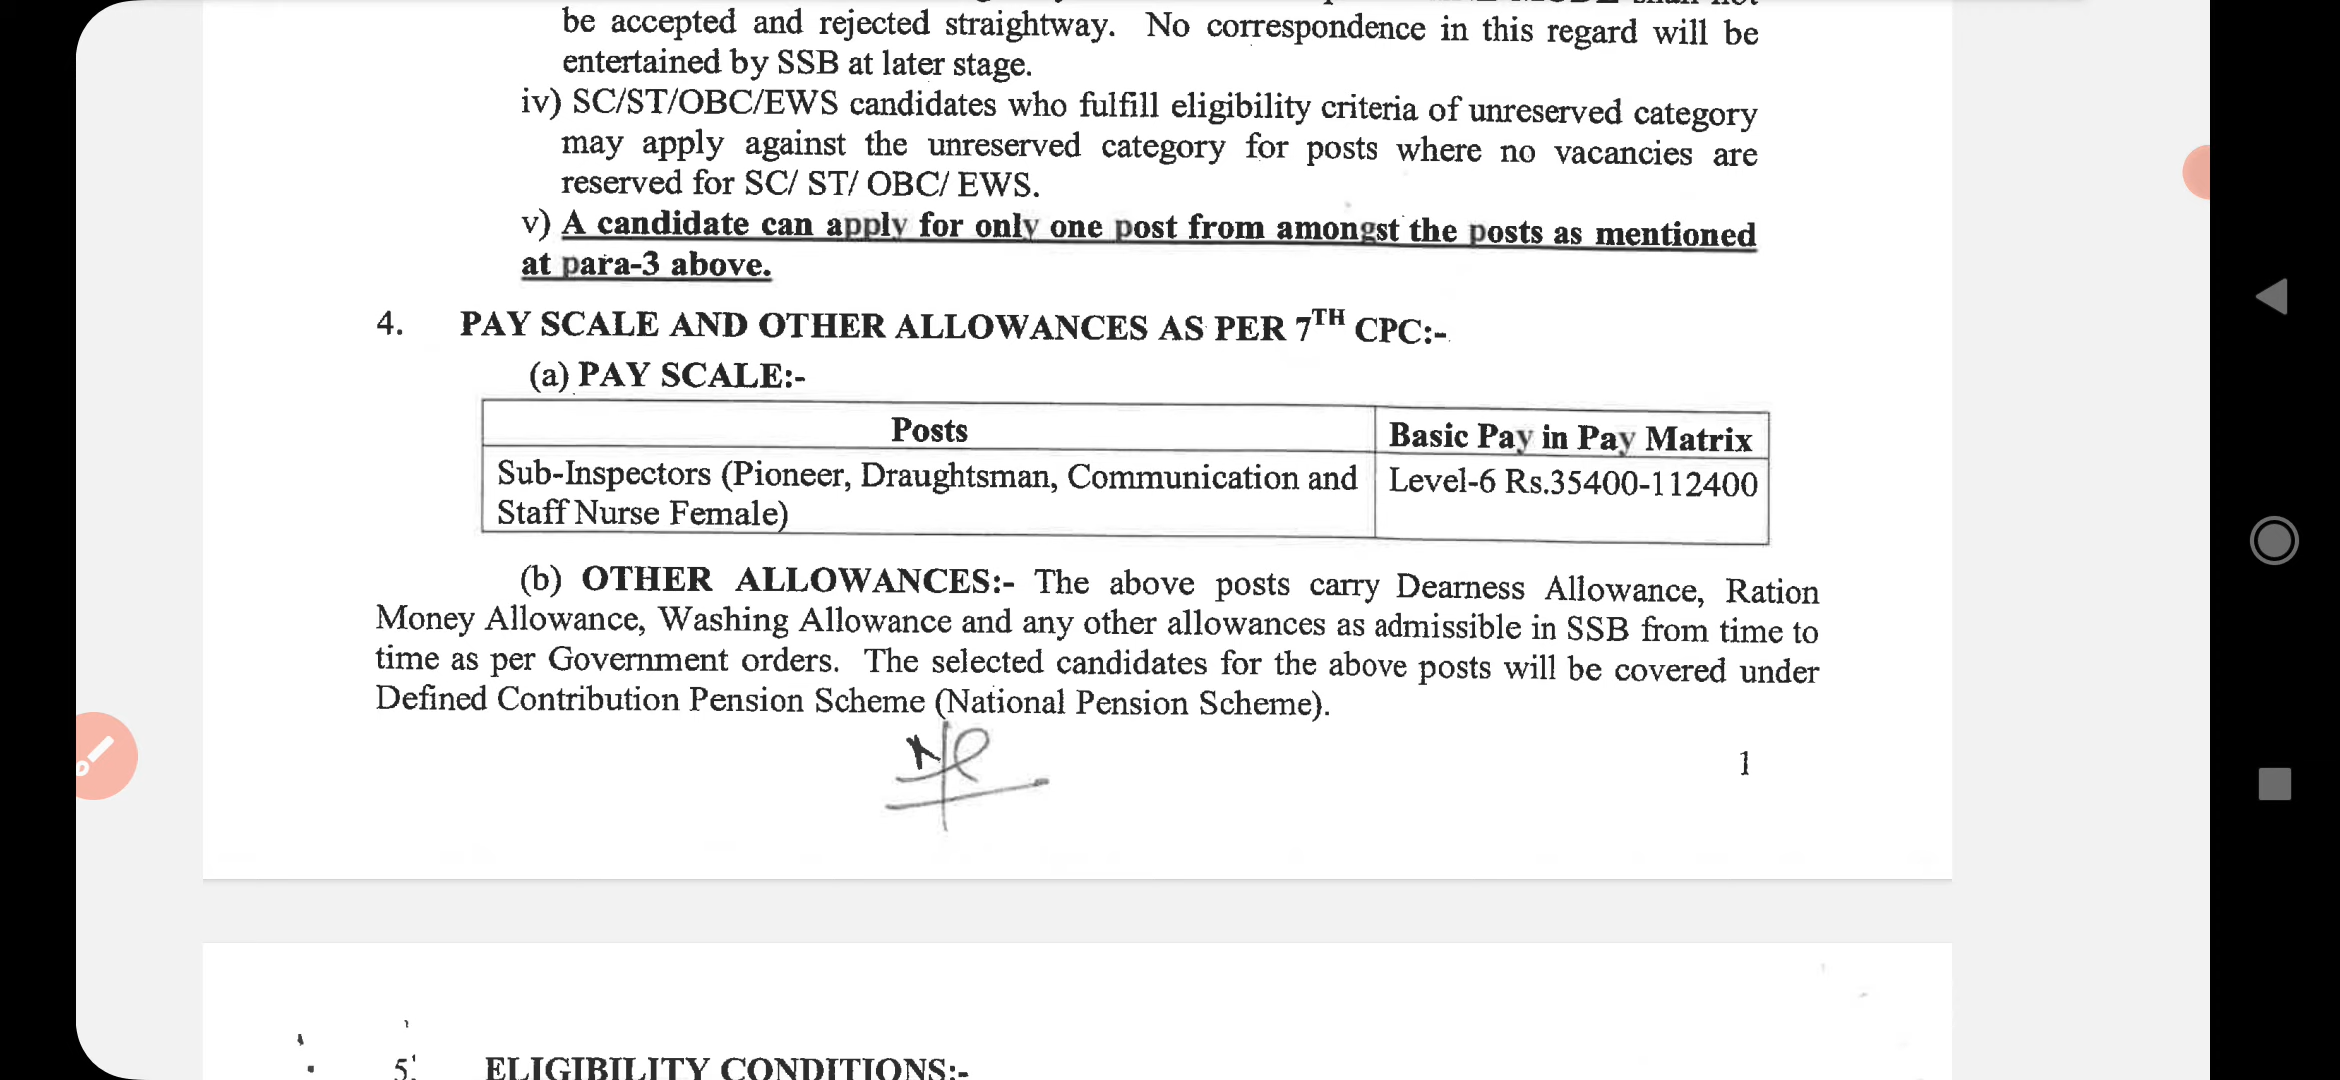 be accepted and rejected straightway. No correspondence in this regard will be
entertained by SSB at later stage.
iv) SC/ST/OBC/EWS candidates who fulfill eligibility criteria of unreserved category
may apply against the unreserved category for posts where no vacancies are
reserved for SC/ ST/ OBC/ EWS.
v) A candidate can apply for only one post from amongst the posts as mentioned
at para-3 above.
4. PAY SCALE AND OTHER ALLOWANCES AS PER 7TH CPC:-
(a) PAY SCALE:-
Posts Basic Pay in Pay Matrix
Sub-Inspectors (Pioneer, Draughtsman, Communication and Level-6 Rs.35400-112400
Staff Nurse Female)
(b) OTHER ALLOWANCES:- The above posts carry Dearness Allowance, Ration
Money Allowance, Washing Allowance and any other allowances as admissible in SSB from time to
time as per Government orders. The selected candidates for the above posts will be covered under
Defined Contribution Pension Scheme (National Pension Scheme).
1
5. ELIGIBILITY CONDITIONS:-